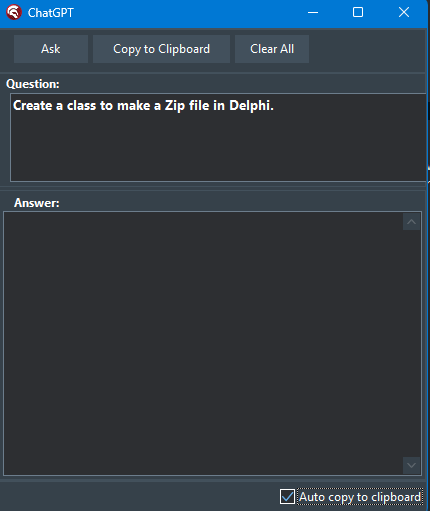 ChatGPT
Ask Copy to Clipboard Clear All
Question:
Create a class to make a Zip file in Delphi.
Answer:
Auto copy to clipboard